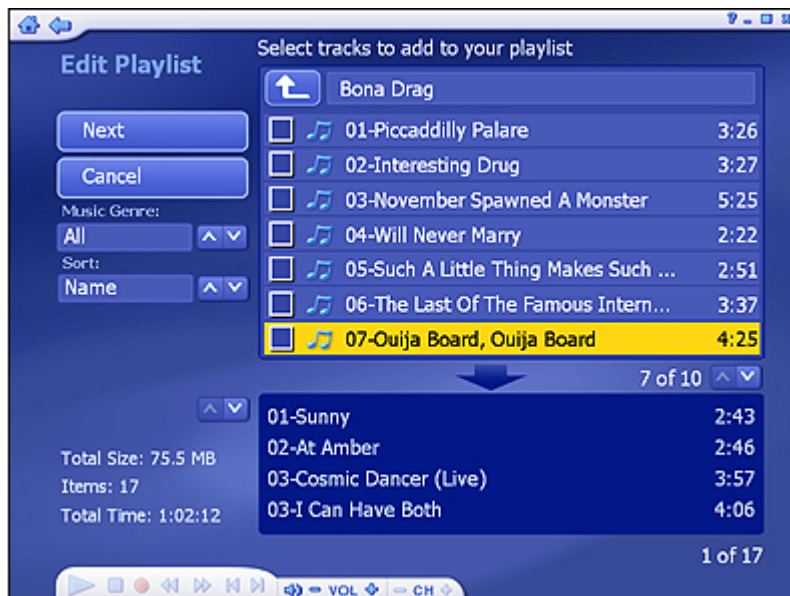 Edit Playlist
Select tracks to add to your playlist
Bona Drag
Next
Cancel
Music Genre:
All
Sort:
Name
01-Piccaddilly Palare 3:26
02-Interesting Drug 3:27
03-November Spawned A Monster 5:25
04-Will Never Marry 2:22
05-Such A Little Thing Makes Such ... 2:51
06-The Last Of The Famous Intern... 3:37
07-Ouija Board, Ouija Board 4:25
7 of 10
01-Sunny 2:43
02-At Amber 2:46
03-Cosmic Dancer (Live) 3:57
03-I Can Have Both 4:06
Total Size: 75.5 MB
Items: 17
Total Time: 1:02:12
1 of 17
VOL
CH